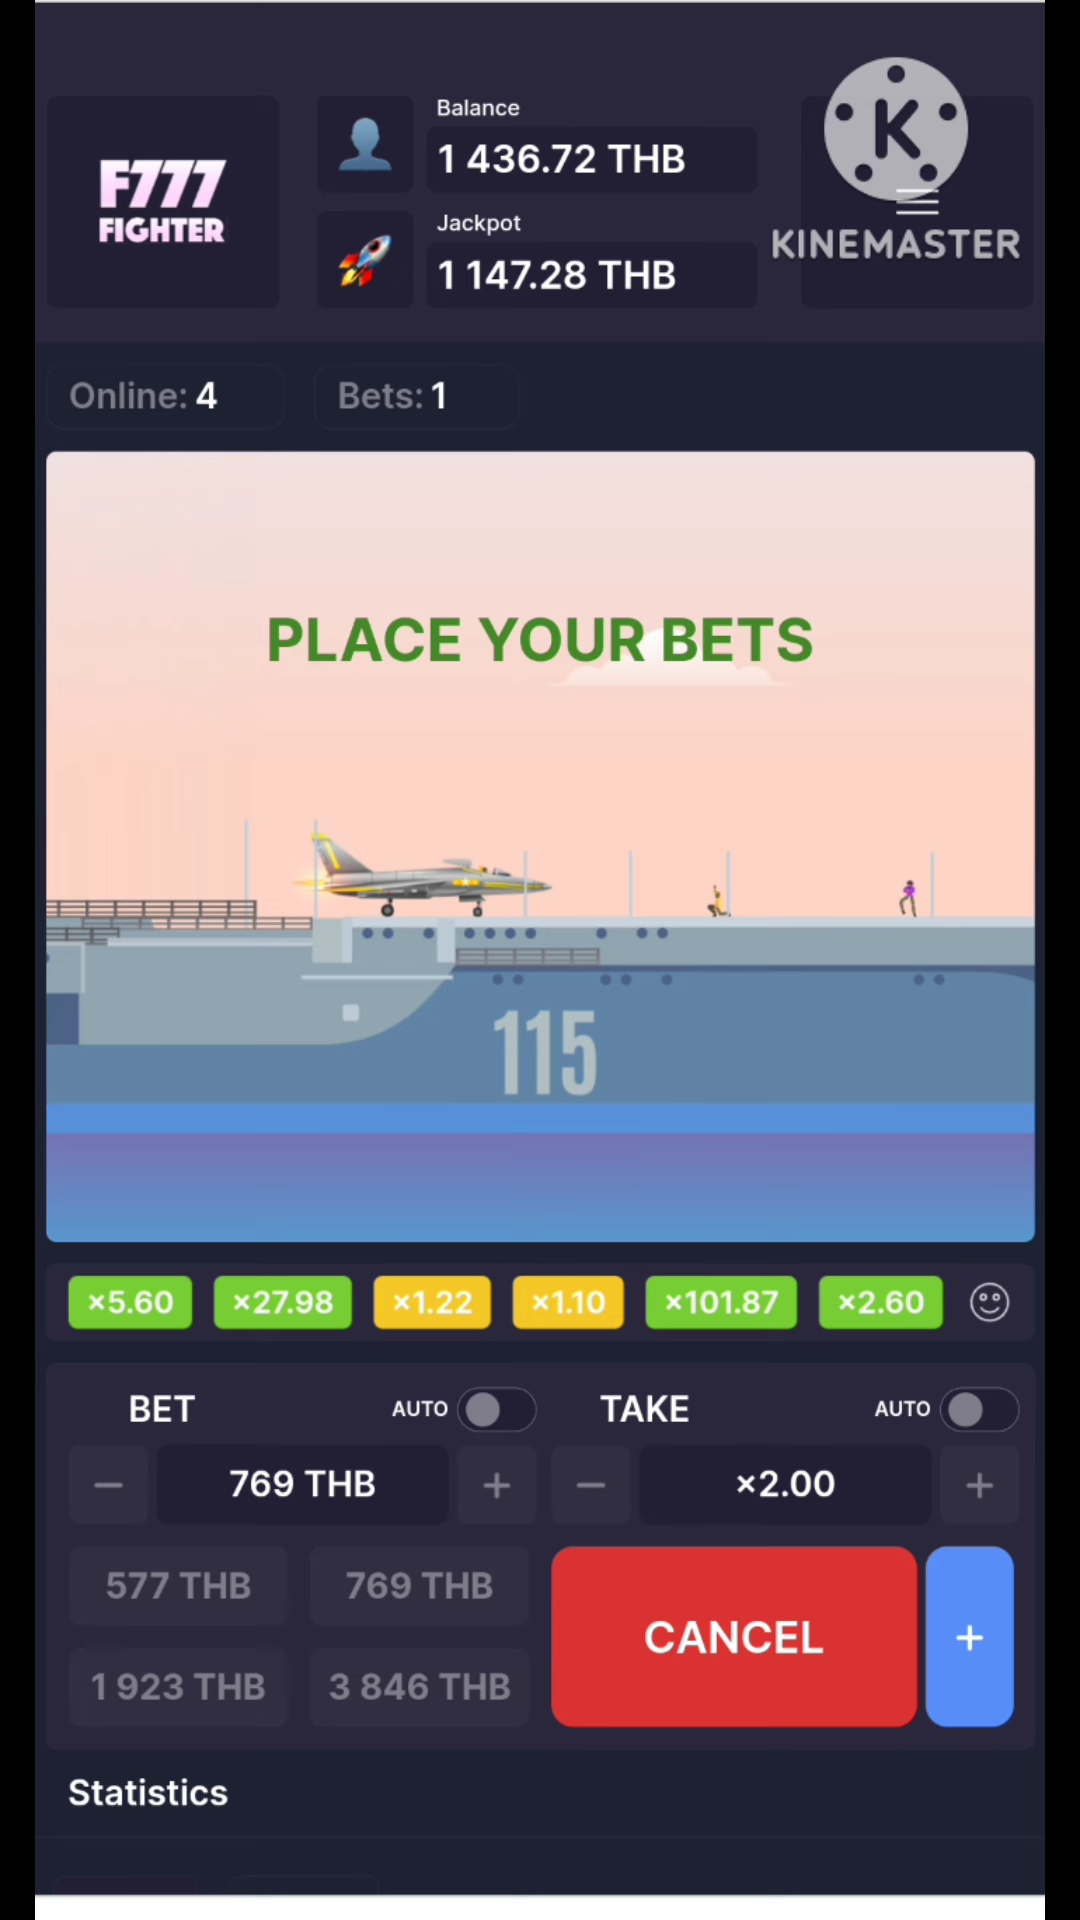 F777
FIGHTER
Balance
1 436.72 THB
Jackpot
1 147.28 THB
K
KINEMASTER
Online: 4
Bets: 1
PLACE YOUR BETS
115
×5.60
×27.98
×1.22
×1.10
×101.87
×2.60
BET
AUTO
TAKE
AUTO
− 769 THB +
− ×2.00 +
577 THB
769 THB
1 923 THB
3 846 THB
CANCEL
+
Statistics